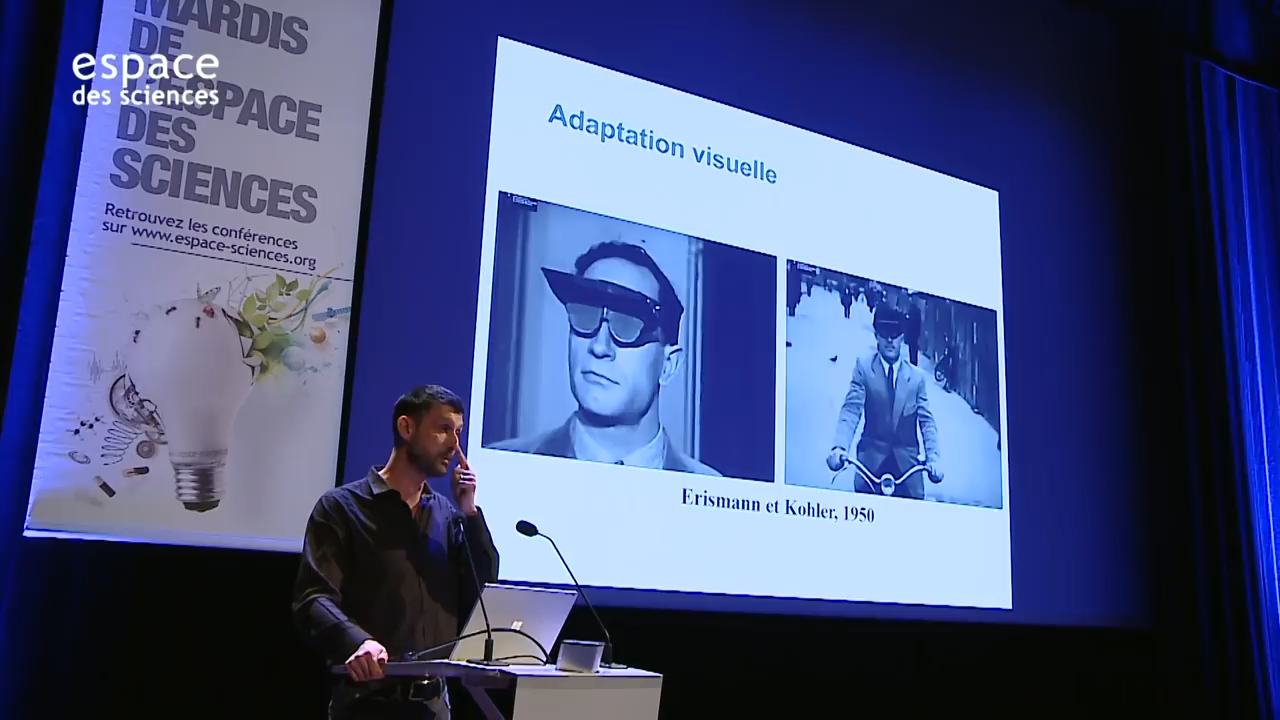 MARDIS
DE
L'ESPACE
DES
SCIENCES
Retrouvez les conférences
sur www.espace-sciences.org
espace
des sciences
Adaptation visuelle
Erismann et Kohler, 1950